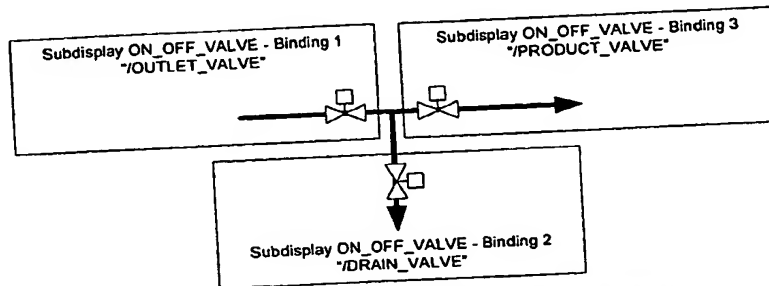 Subdisplay ON_OFF_VALVE - Binding 1
"/OUTLET_VALVE"
Subdisplay ON_OFF_VALVE - Binding 3
"/PRODUCT_VALVE"
Subdisplay ON_OFF_VALVE - Binding 2
"/DRAIN_VALVE"